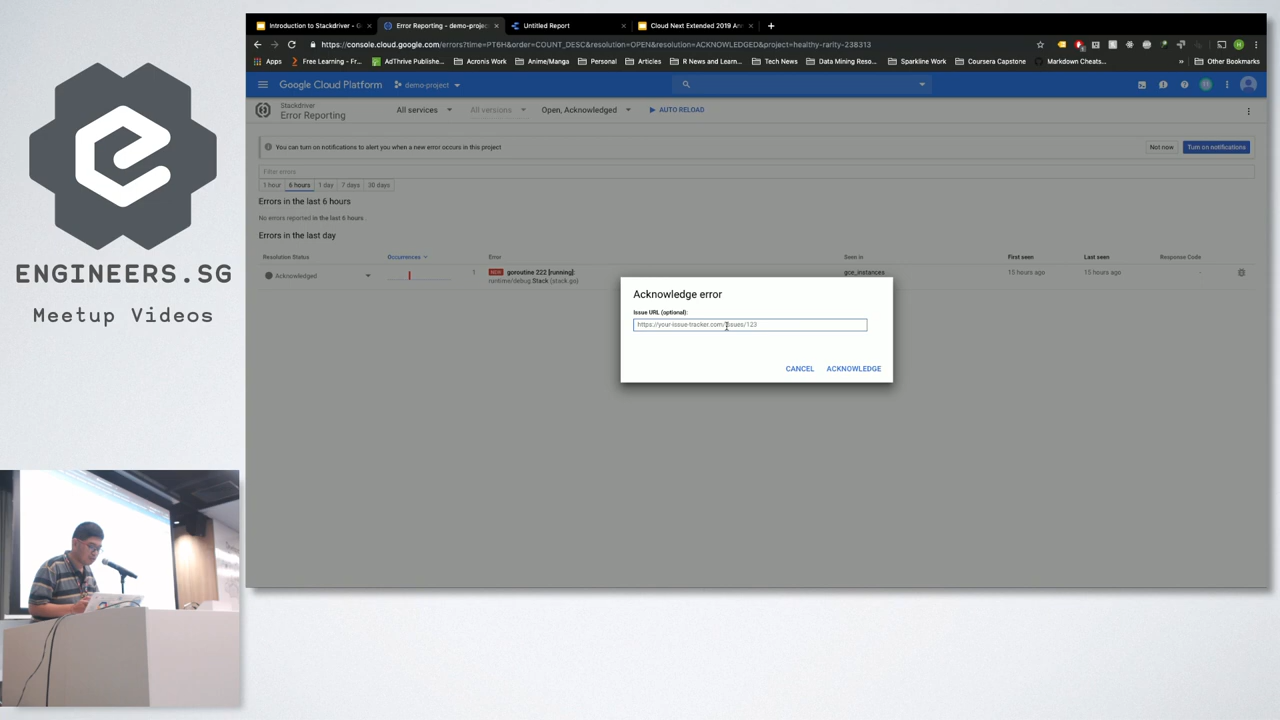 Introduction to Stackdriver - G
Error Reporting - demo-projec
Untitled Report
Cloud Next Extended 2019 An
https://console.cloud.google.com/errors?time=PT6H&order=COUNT_DESC&resolution=OPEN&resolution=ACKNOWLEDGED&project=healthy-rarity-238313
Apps
Free Learning - Fr...
AdThrive Publishe...
Acronis Work
Anime/Manga
Personal
Articles
R News and Learn...
Tech News
Data Mining Reso...
Sparkline Work
Coursera Capstone
Markdown Cheats...
»
Other Bookmarks
Google Cloud Platform
demo-project
Stackdriver
Error Reporting
All services
All versions
Open, Acknowledged
AUTO RELOAD
You can turn on notifications to alert you when a new error occurs in this project
Not now
Turn on notifications
Filter errors
1 hour
6 hours
1 day
7 days
30 days
Errors in the last 6 hours
No errors reported in the last 6 hours.
Errors in the last day
Resolution Status
Occurrences
Error
Seen in
First seen
Last seen
Response Code
Acknowledged
1
NEW goroutine 222 [running]:
runtime/debug.Stack (stack.go)
gce_instances
15 hours ago
15 hours ago
-
Acknowledge error
Issue URL (optional):
https://your-issue-tracker.com/issues/123
CANCEL
ACKNOWLEDGE
ENGINEERS.SG
Meetup Videos